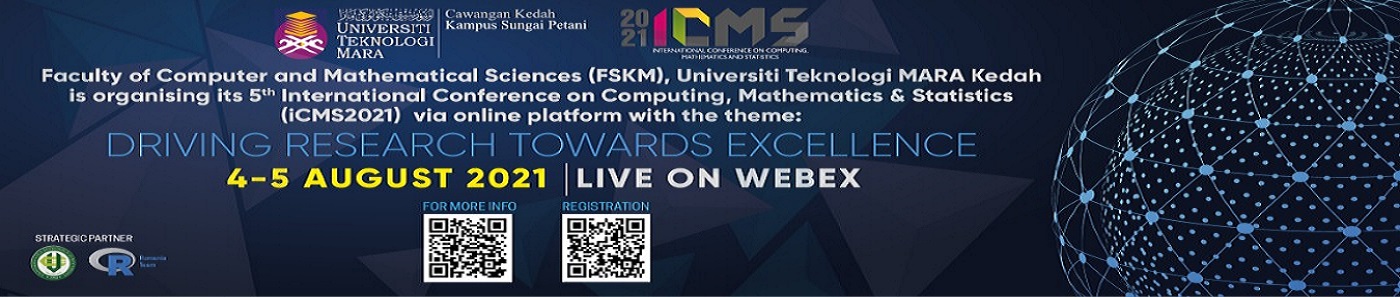 UNIVERSITI
TEKNOLOGI
MARA
Cawangan Kedah
Kampus Sungai Petani
2021 iCMS
INTERNATIONAL CONFERENCE ON COMPUTING,
MATHEMATICS AND STATISTICS
Faculty of Computer and Mathematical Sciences (FSKM), Universiti Teknologi MARA Kedah
is organising its 5th International Conference on Computing, Mathematics & Statistics
(iCMS2021) via online platform with the theme:
DRIVING RESEARCH TOWARDS EXCELLENCE
4-5 AUGUST 2021 | LIVE ON WEBEX
FOR MORE INFO
REGISTRATION
STRATEGIC PARTNER
R
Romania
Team